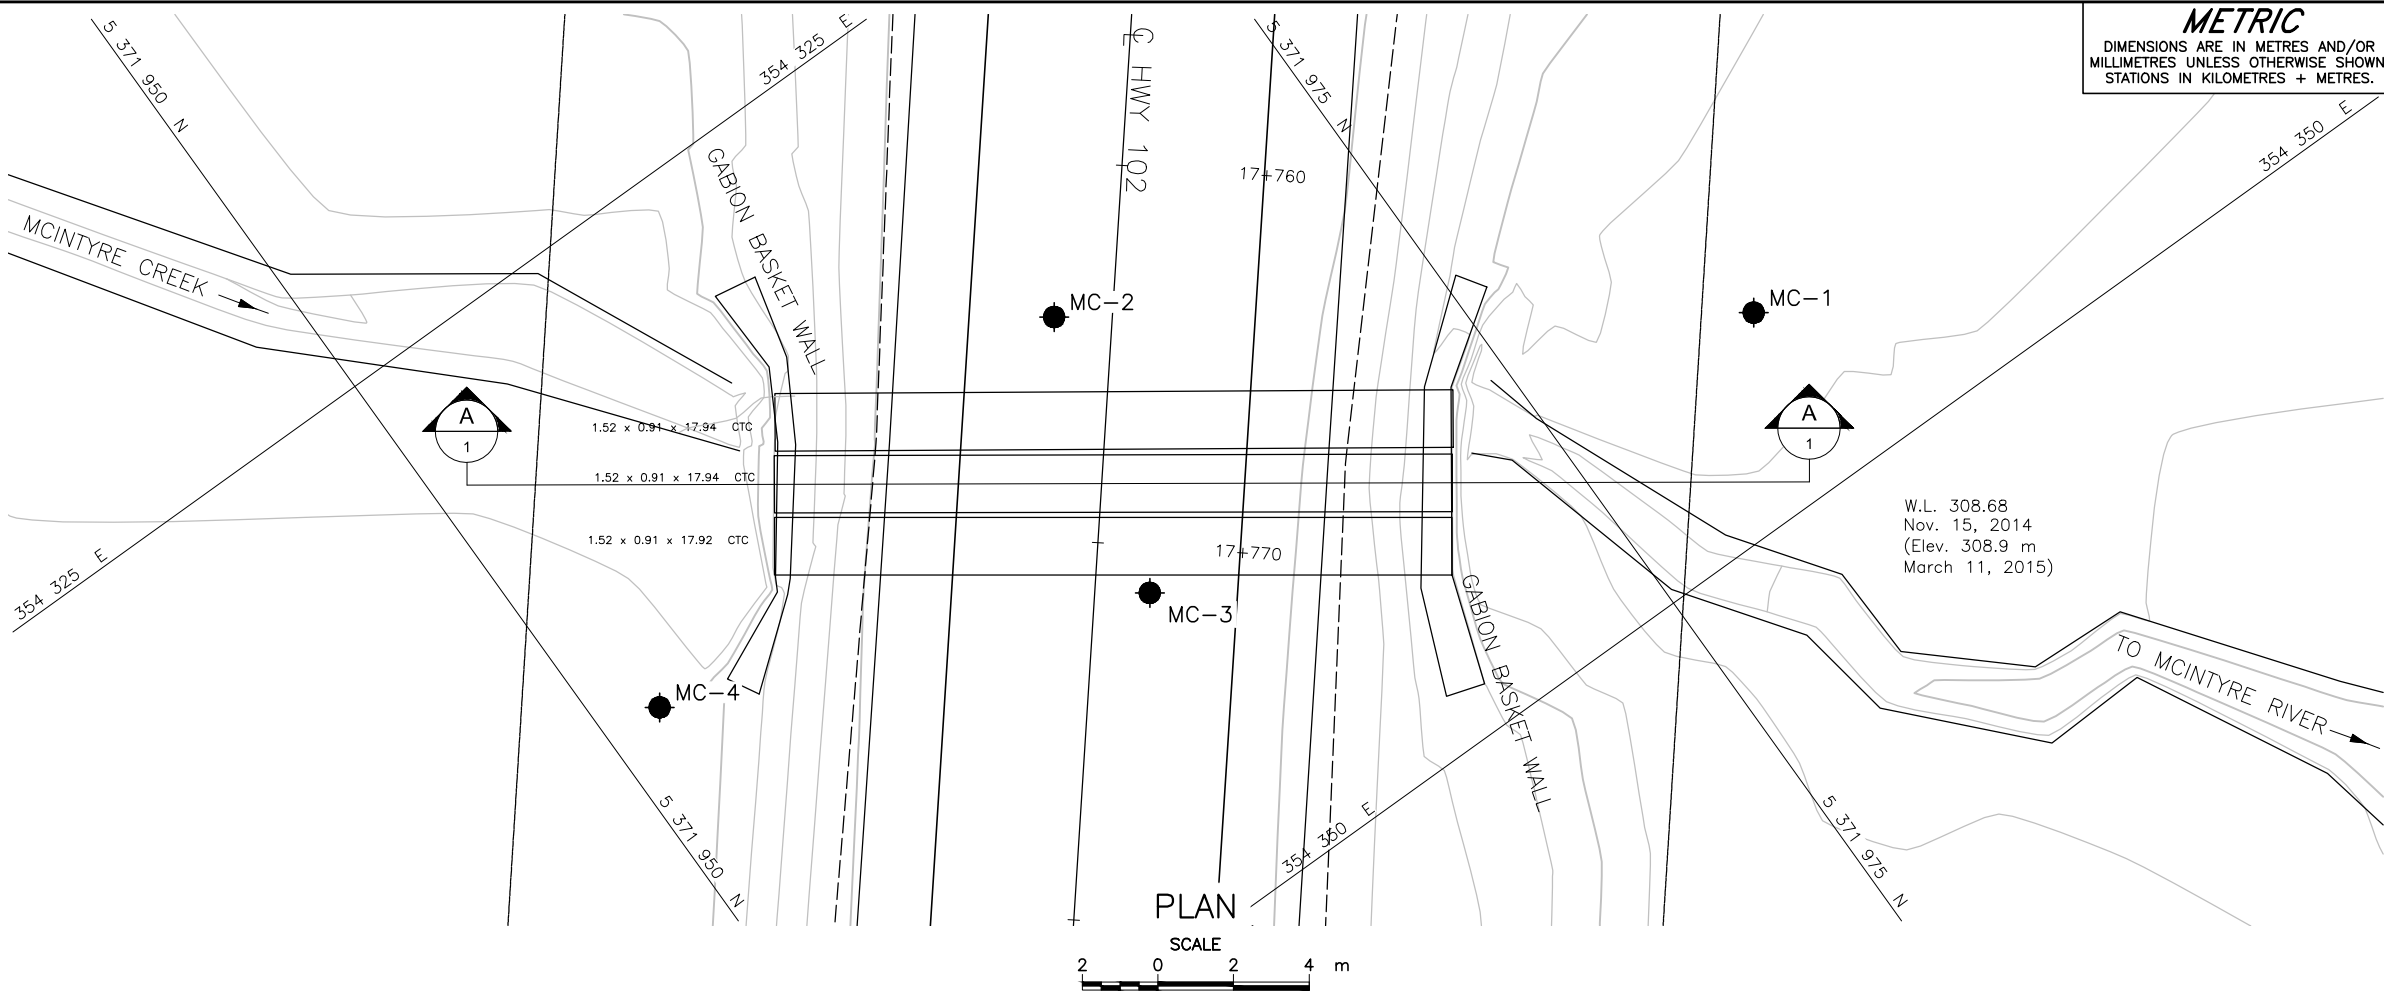 METRIC
DIMENSIONS ARE IN METRES AND/OR
MILLIMETRES UNLESS OTHERWISE SHOWN
STATIONS IN KILOMETRES + METRES.
5 371 950 N
354 325 E
℄ HWY 102
5 371 975 N
354 350 E
17+760
GABION BASKET WALL
MCINTYRE CREEK
MC-2
MC-1
A
1
A
1
1.52 x 0.91 x 17.94 CTC
1.52 x 0.91 x 17.94 CTC
1.52 x 0.91 x 17.92 CTC
W.L. 308.68
Nov. 15, 2014
(Elev. 308.9 m
March 11, 2015)
17+770
354 325 E
MC-3
GABION BASKET WALL
TO MCINTYRE RIVER
MC-4
5 371 950 N
354 350 E
5 371 975 N
PLAN
SCALE
2 0 2 4 m